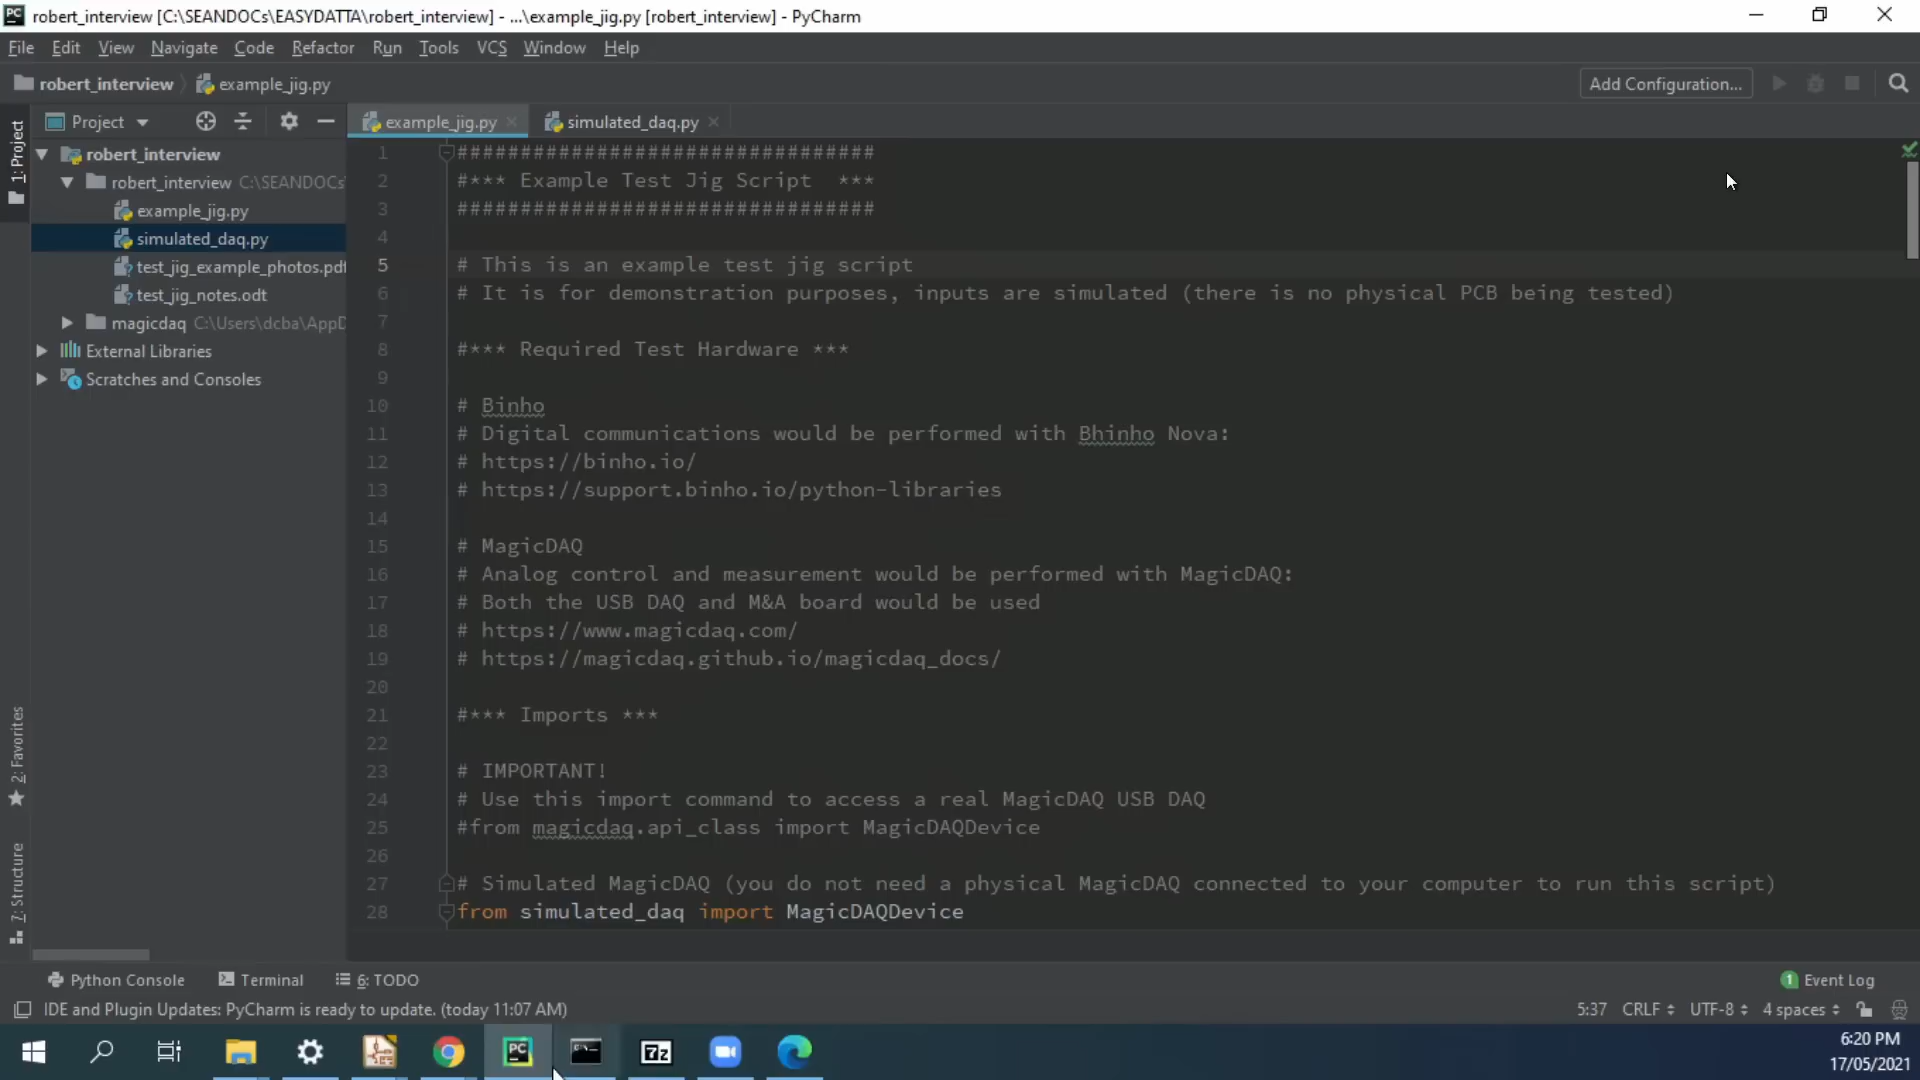 robert_interview [C:\SEANDOCs\EASYDATTA\robert_interview] - ...\example_jig.py [robert_interview] - PyCharm
File Edit View Navigate Code Refactor Run Tools VCS Window Help
robert_interview example_jig.py Add Configuration...
Project example_jig.py simulated_daq.py
1: Project
robert_interview
robert_interview C:\SEANDOCs
example_jig.py
simulated_daq.py
test_jig_example_photos.pdf
test_jig_notes.odt
magicdaq C:\Users\dcba\AppD
External Libraries
Scratches and Consoles
2: Favorites
7: Structure
1 #################################
2 #*** Example Test Jig Script ***
3 #################################
4
5 # This is an example test jig script
6 # It is for demonstration purposes, inputs are simulated (there is no physical PCB being tested)
7
8 #*** Required Test Hardware ***
9
10 # Binho
11 # Digital communications would be performed with Bhinho Nova:
12 # https://binho.io/
13 # https://support.binho.io/python-libraries
14
15 # MagicDAQ
16 # Analog control and measurement would be performed with MagicDAQ:
17 # Both the USB DAQ and M&A board would be used
18 # https://www.magicdaq.com/
19 # https://magicdaq.github.io/magicdaq_docs/
20
21 #*** Imports ***
22
23 # IMPORTANT!
24 # Use this import command to access a real MagicDAQ USB DAQ
25 #from magicdaq.api_class import MagicDAQDevice
26
27 # Simulated MagicDAQ (you do not need a physical MagicDAQ connected to your computer to run this script)
28 from simulated_daq import MagicDAQDevice
Python Console Terminal 6: TODO 1 Event Log
IDE and Plugin Updates: PyCharm is ready to update. (today 11:07 AM) 5:37 CRLF UTF-8 4 spaces
PC 7z
6:20 PM
17/05/2021